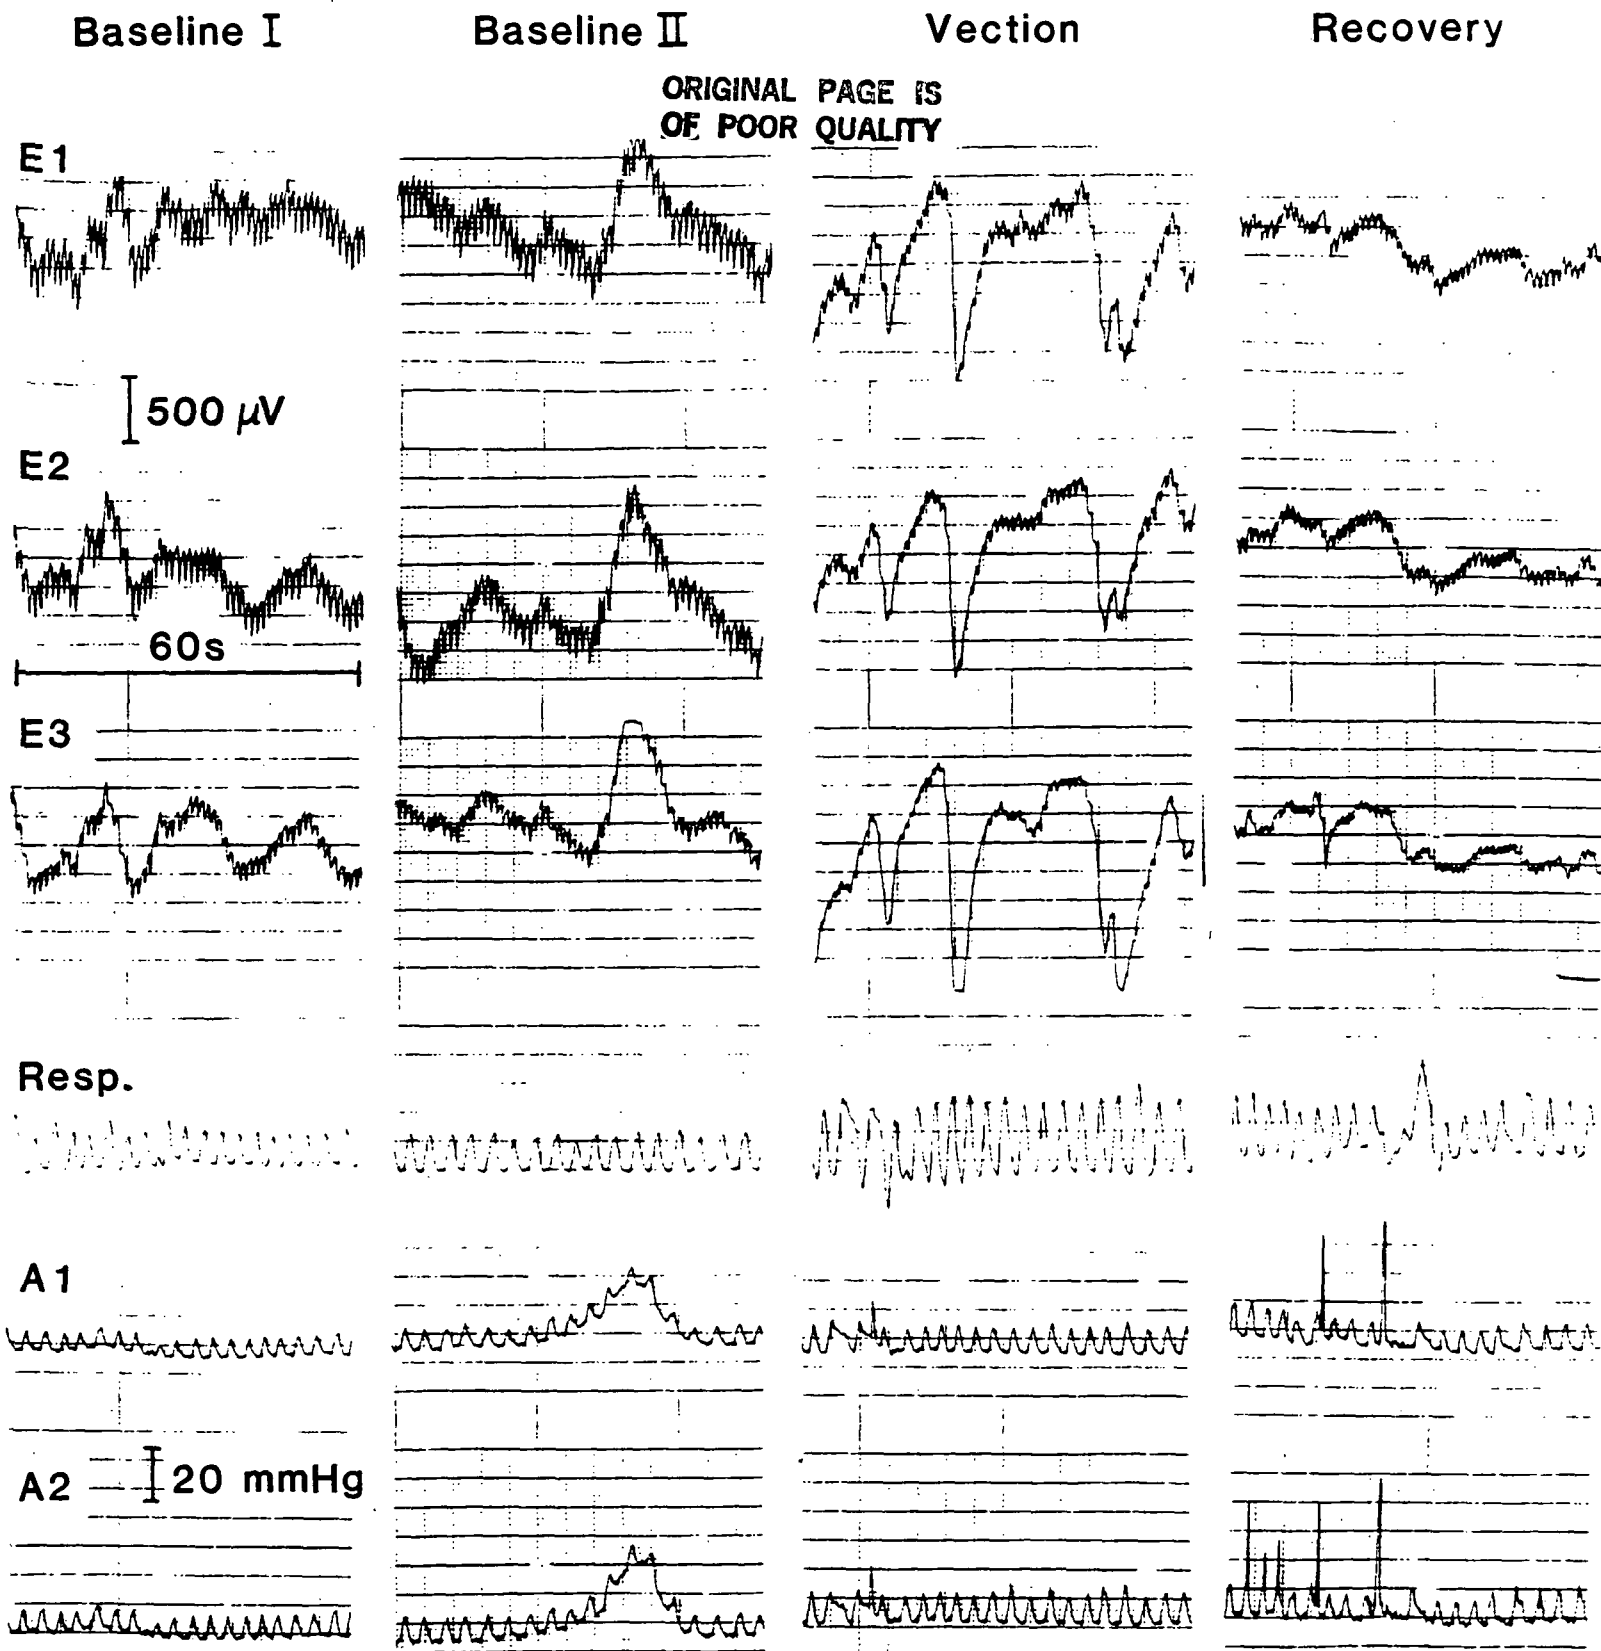 Baseline I Baseline II Vection Recovery
ORIGINAL PAGE IS
OF POOR QUALITY
E1
500 μV
E2
60s
E3
Resp.
A1
20 mmHg
A2